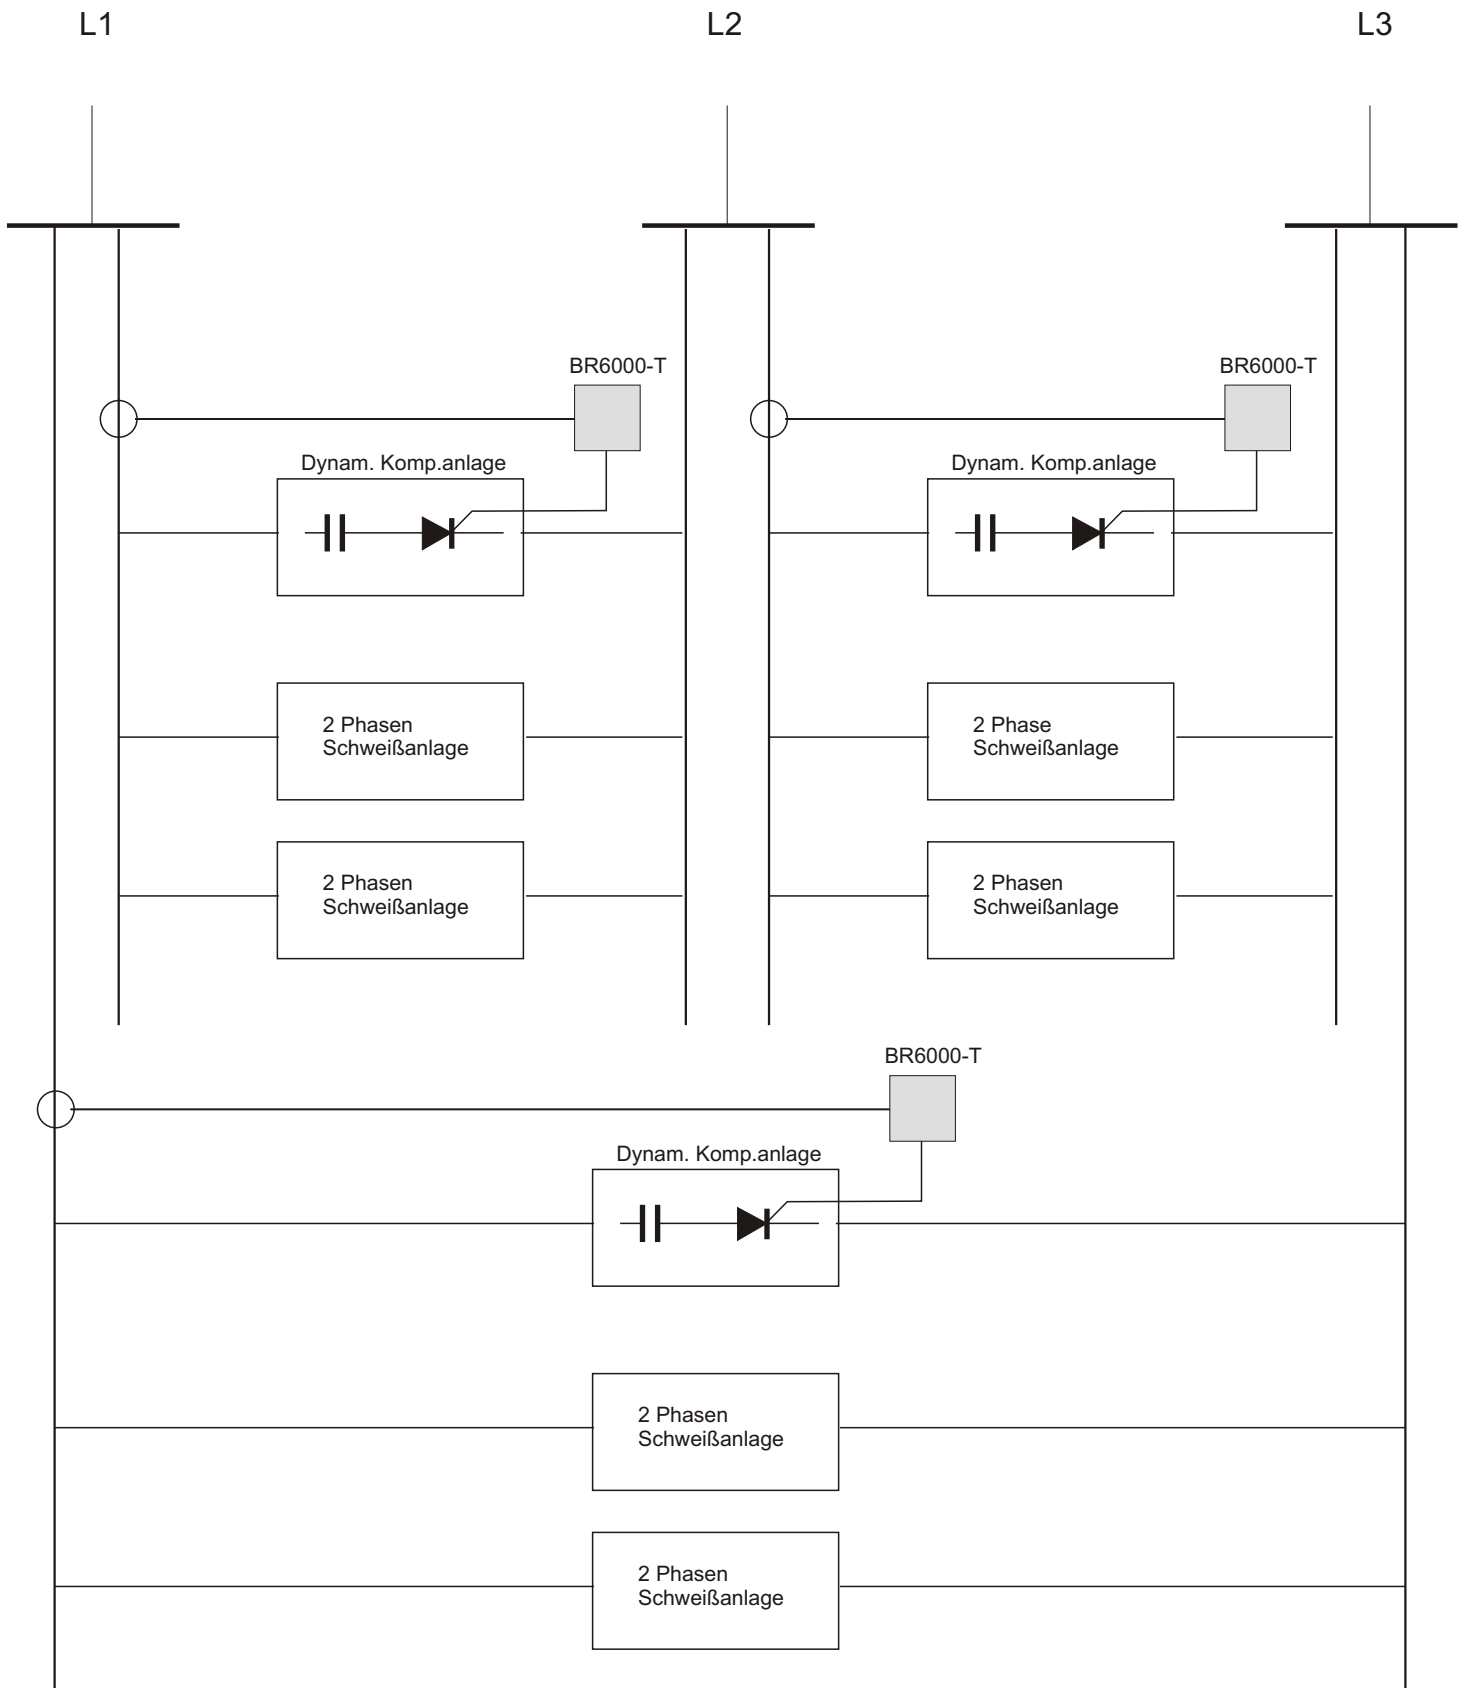 L1
L2
L3
BR6000-T
BR6000-T
Dynam. Komp.anlage
Dynam. Komp.anlage
2 Phasen
Schweißanlage
2 Phase
Schweißanlage
2 Phasen
Schweißanlage
2 Phasen
Schweißanlage
BR6000-T
Dynam. Komp.anlage
2 Phasen
Schweißanlage
2 Phasen
Schweißanlage